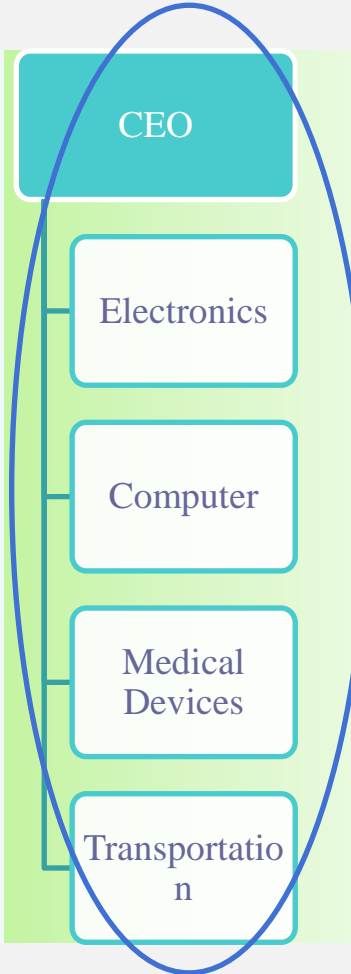 CEO
Electronics
Computer
Medical
Devices
Transportatio
n